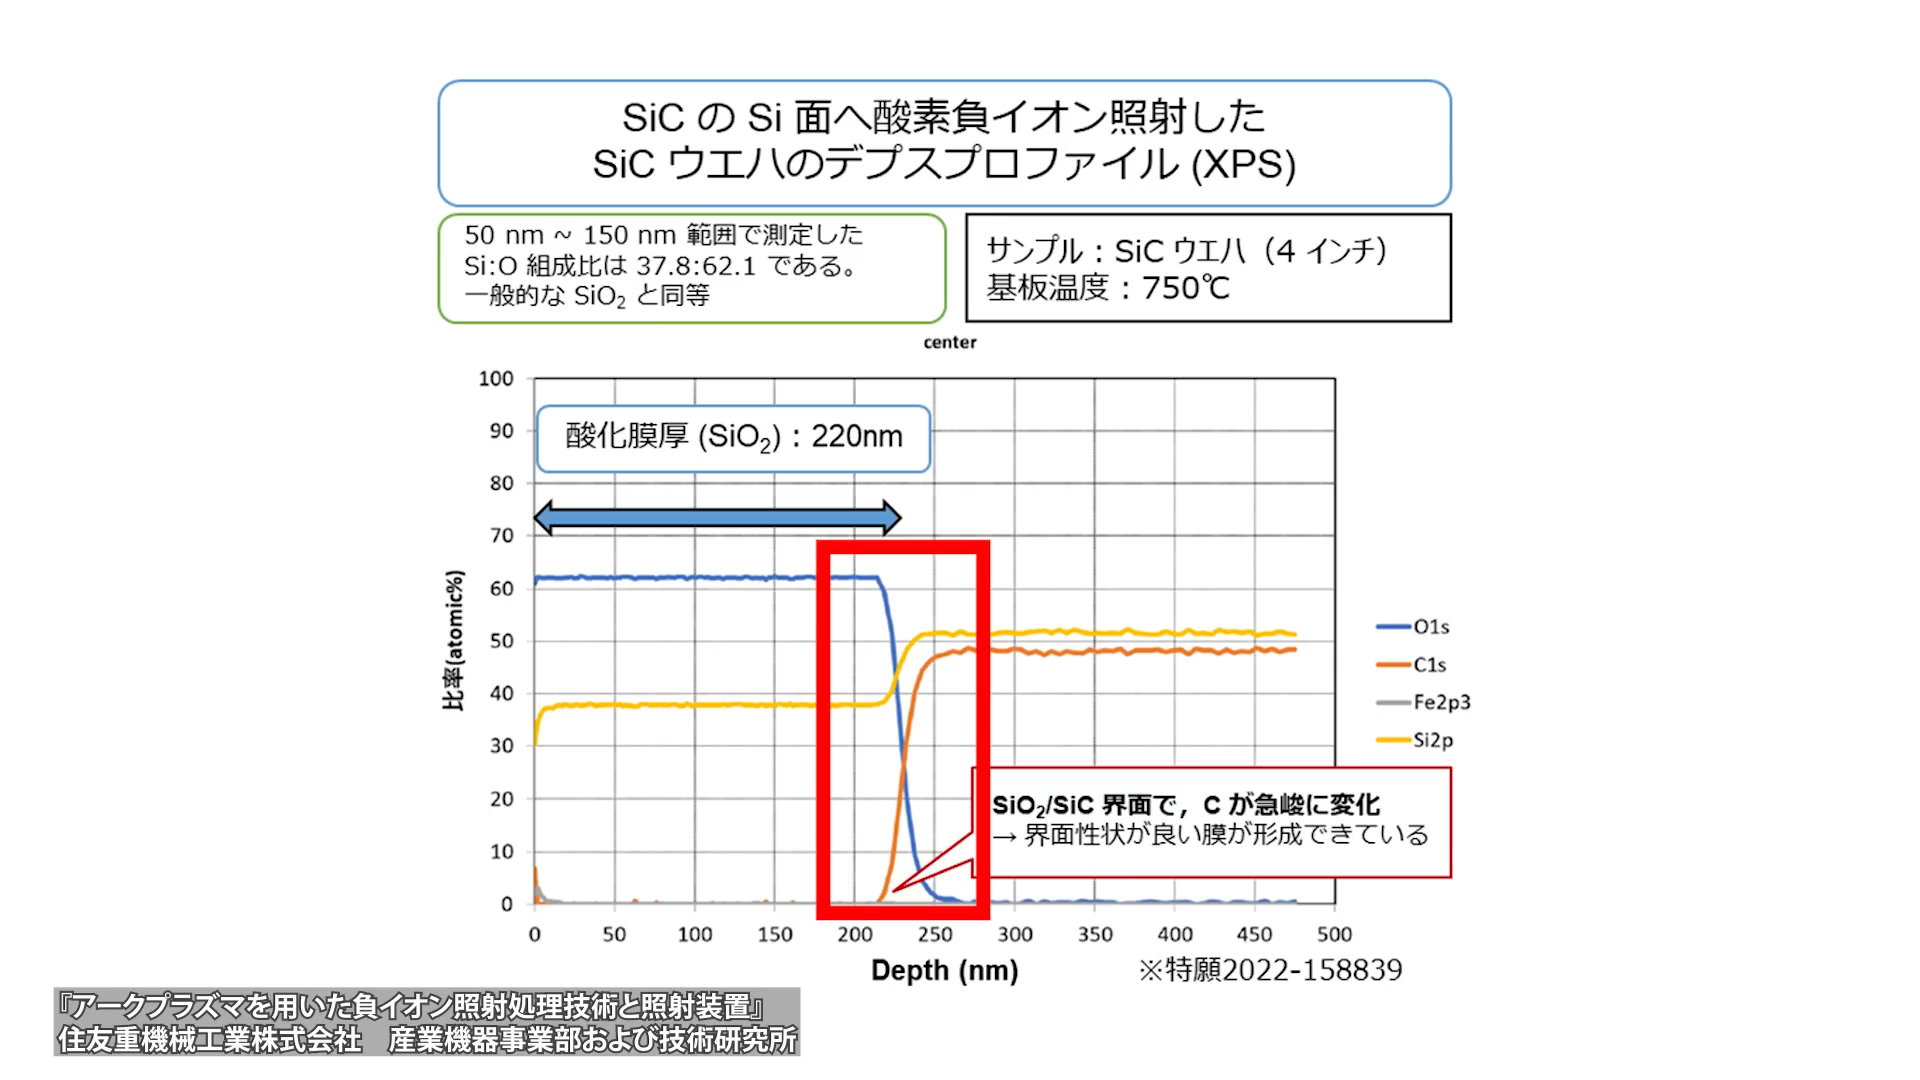 SiC の Si 面へ酸素負イオン照射した
SiC ウエハのデプスプロファイル (XPS)
50 nm ~ 150 nm 範囲で測定した
Si:O 組成比は 37.8:62.1 である。
一般的な SiO₂ と同等
サンプル：SiC ウエハ（4 インチ）
基板温度：750℃
center
酸化膜厚 (SiO₂)：220nm
100
90
80
70
60
50
40
30
20
10
0
比率(atomic%)
O1s
C1s
Fe2p3
Si2p
SiO₂/SiC 界面で，C が急峻に変化
→ 界面性状が良い膜が形成できている
0 50 100 150 200 250 300 350 400 450 500
Depth (nm)
※特願2022-158839
『アークプラズマを用いた負イオン照射処理技術と照射装置』
住友重機械工業株式会社　産業機器事業部および技術研究所